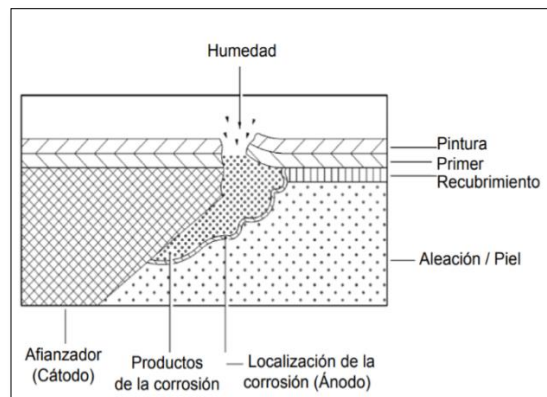 Humedad
Pintura
Primer
Recubrimiento
Aleación / Piel
Afianzador
(Cátodo)
Productos
de la corrosión
Localización de la
corrosión (Ánodo)